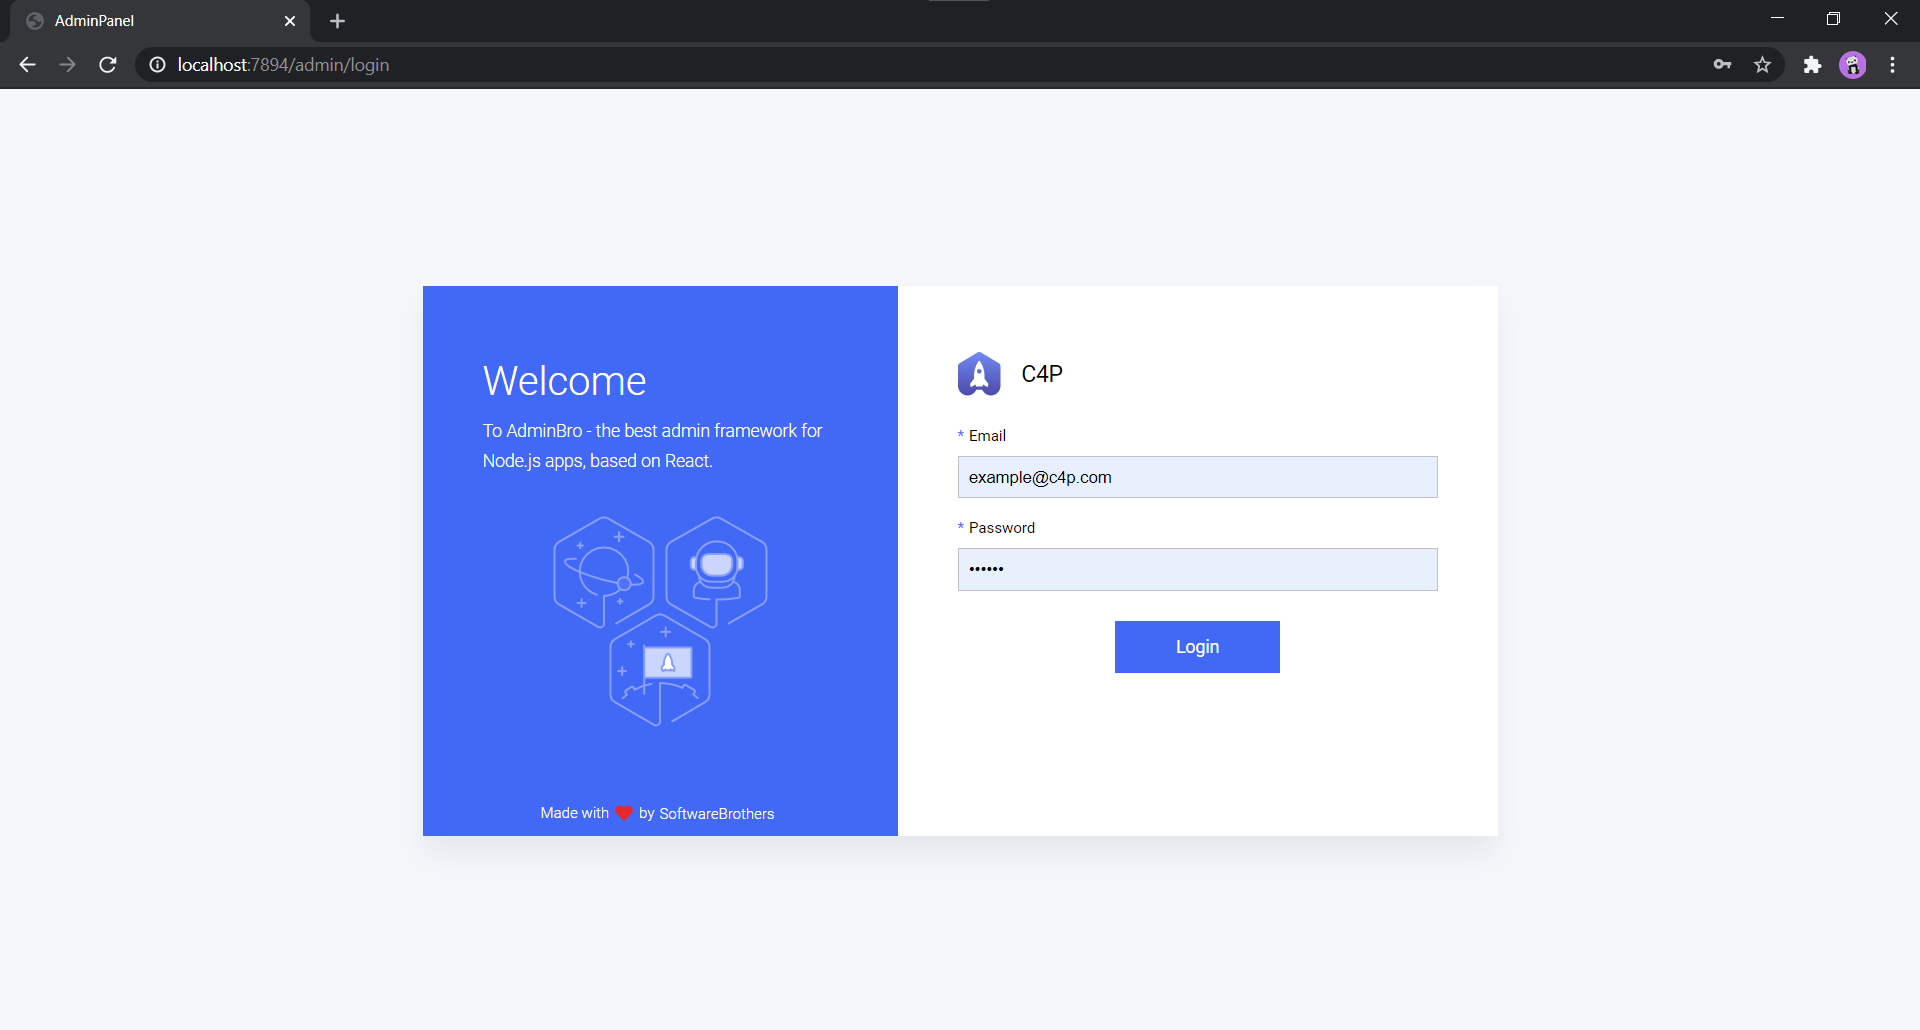 AdminPanel
localhost:7894/admin/login
Welcome
To AdminBro - the best admin framework for
Node.js apps, based on React.
Made with ❤ by SoftwareBrothers
C4P
* Email
example@c4p.com
* Password
••••••
Login